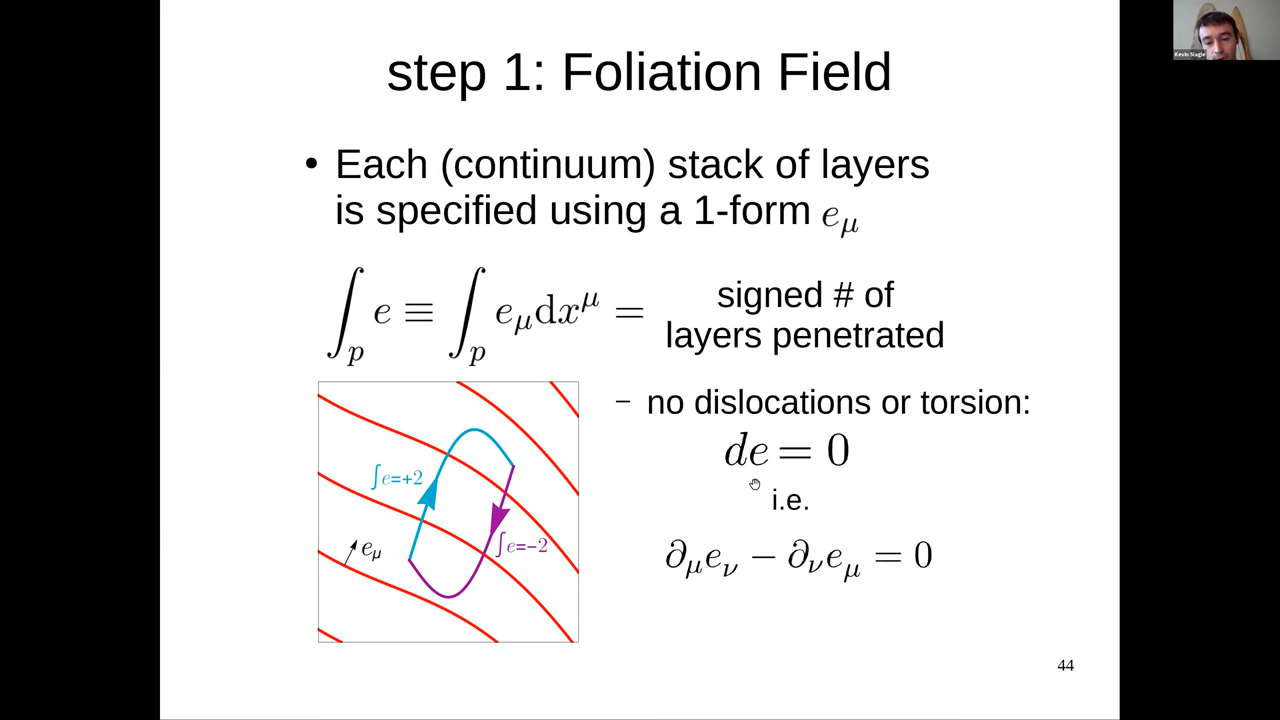 Kevin Slagle
step 1: Foliation Field
• Each (continuum) stack of layers
is specified using a 1-form e_μ
∫_p e ≡ ∫_p e_μ dx^μ = signed # of
layers penetrated
− no dislocations or torsion:
de = 0
i.e.
∂_μ e_ν − ∂_ν e_μ = 0
∫e=+2
∫e=−2
e_μ
44